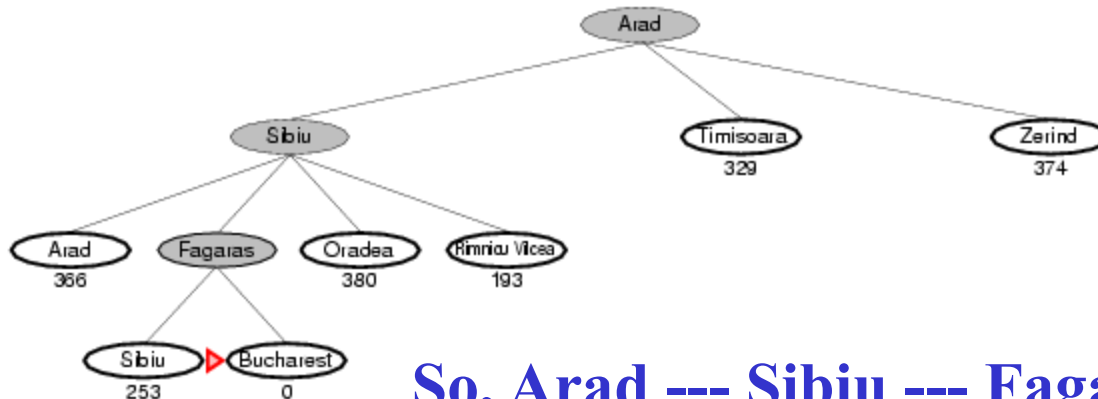 Arad
Sibiu Timisoara Zerind
329 374
Arad Fagaras Oradea Rimnicu Vilcea
366 380 193
Sibiu Bucharest
253 0
So, Arad --- Sibiu --- Faga